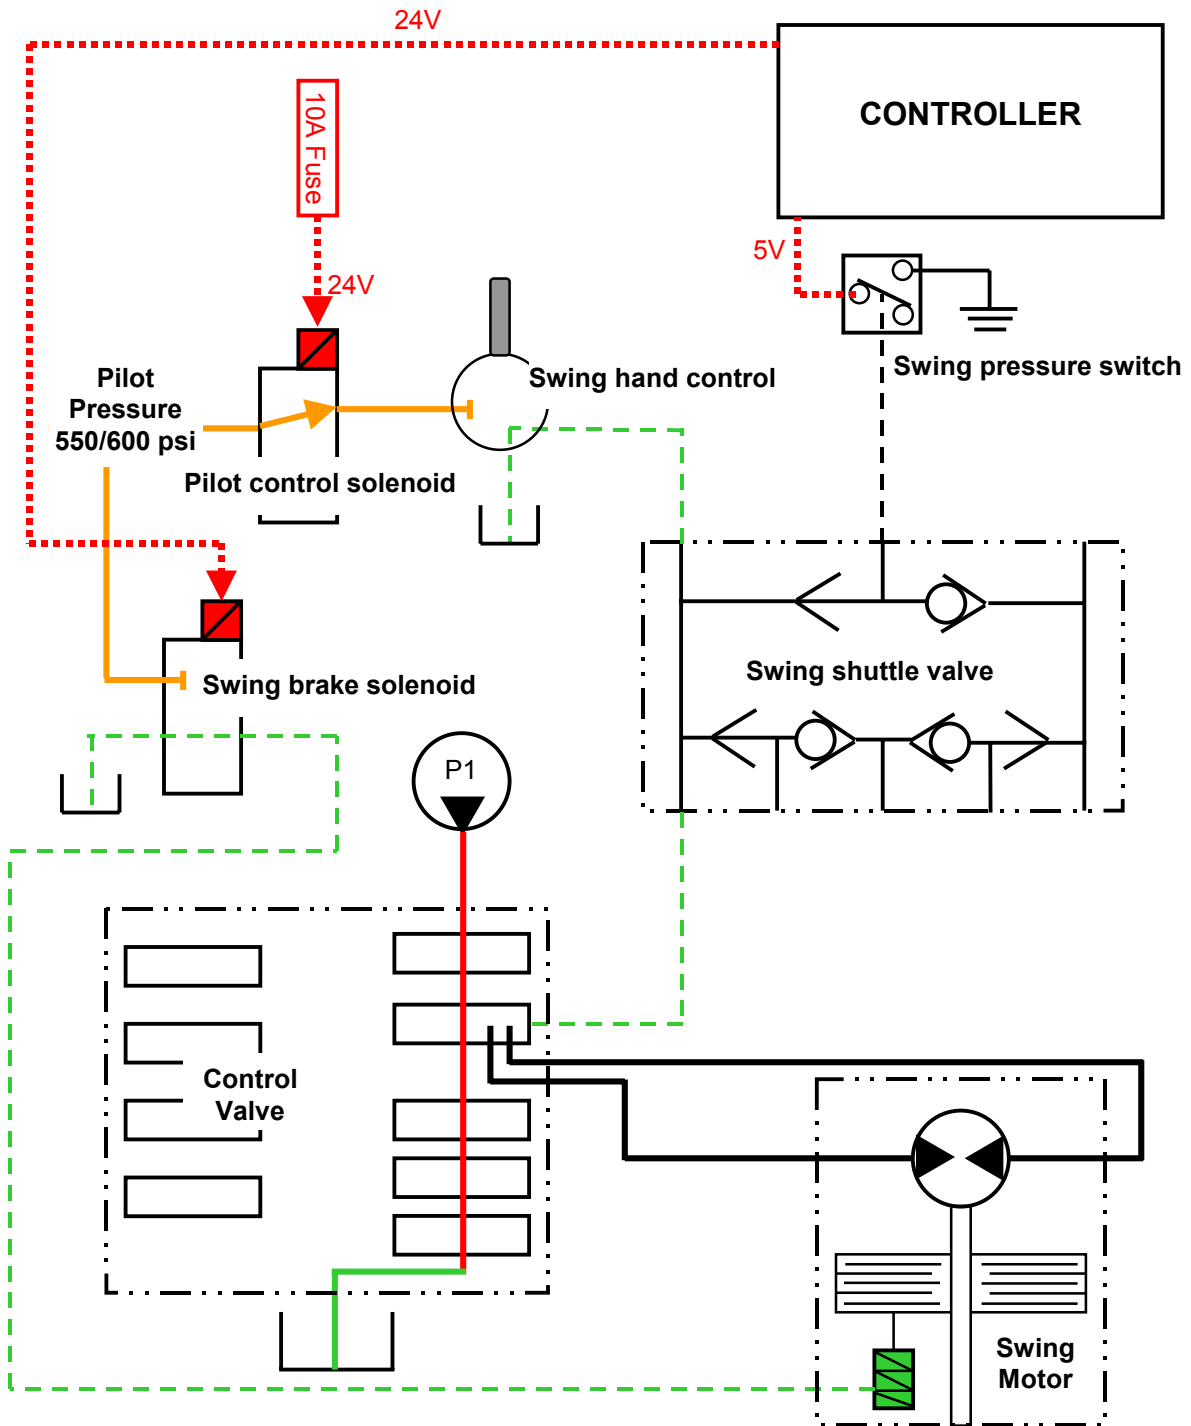 24V
CONTROLLER
10A Fuse
5V
24V
Swing pressure switch
Pilot
Pressure
550/600 psi
Swing hand control
Pilot control solenoid
Swing shuttle valve
Swing brake solenoid
P1
Control
Valve
Swing
Motor